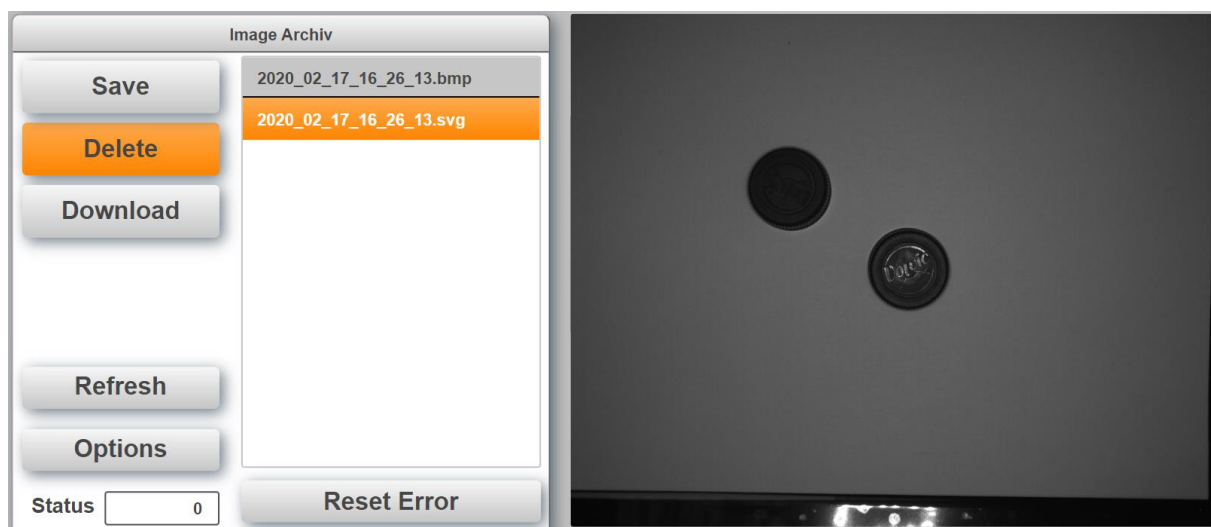 Image Archiv
Save
Delete
Download
Refresh
Options
Status 0
2020_02_17_16_26_13.bmp
2020_02_17_16_26_13.svg
Reset Error